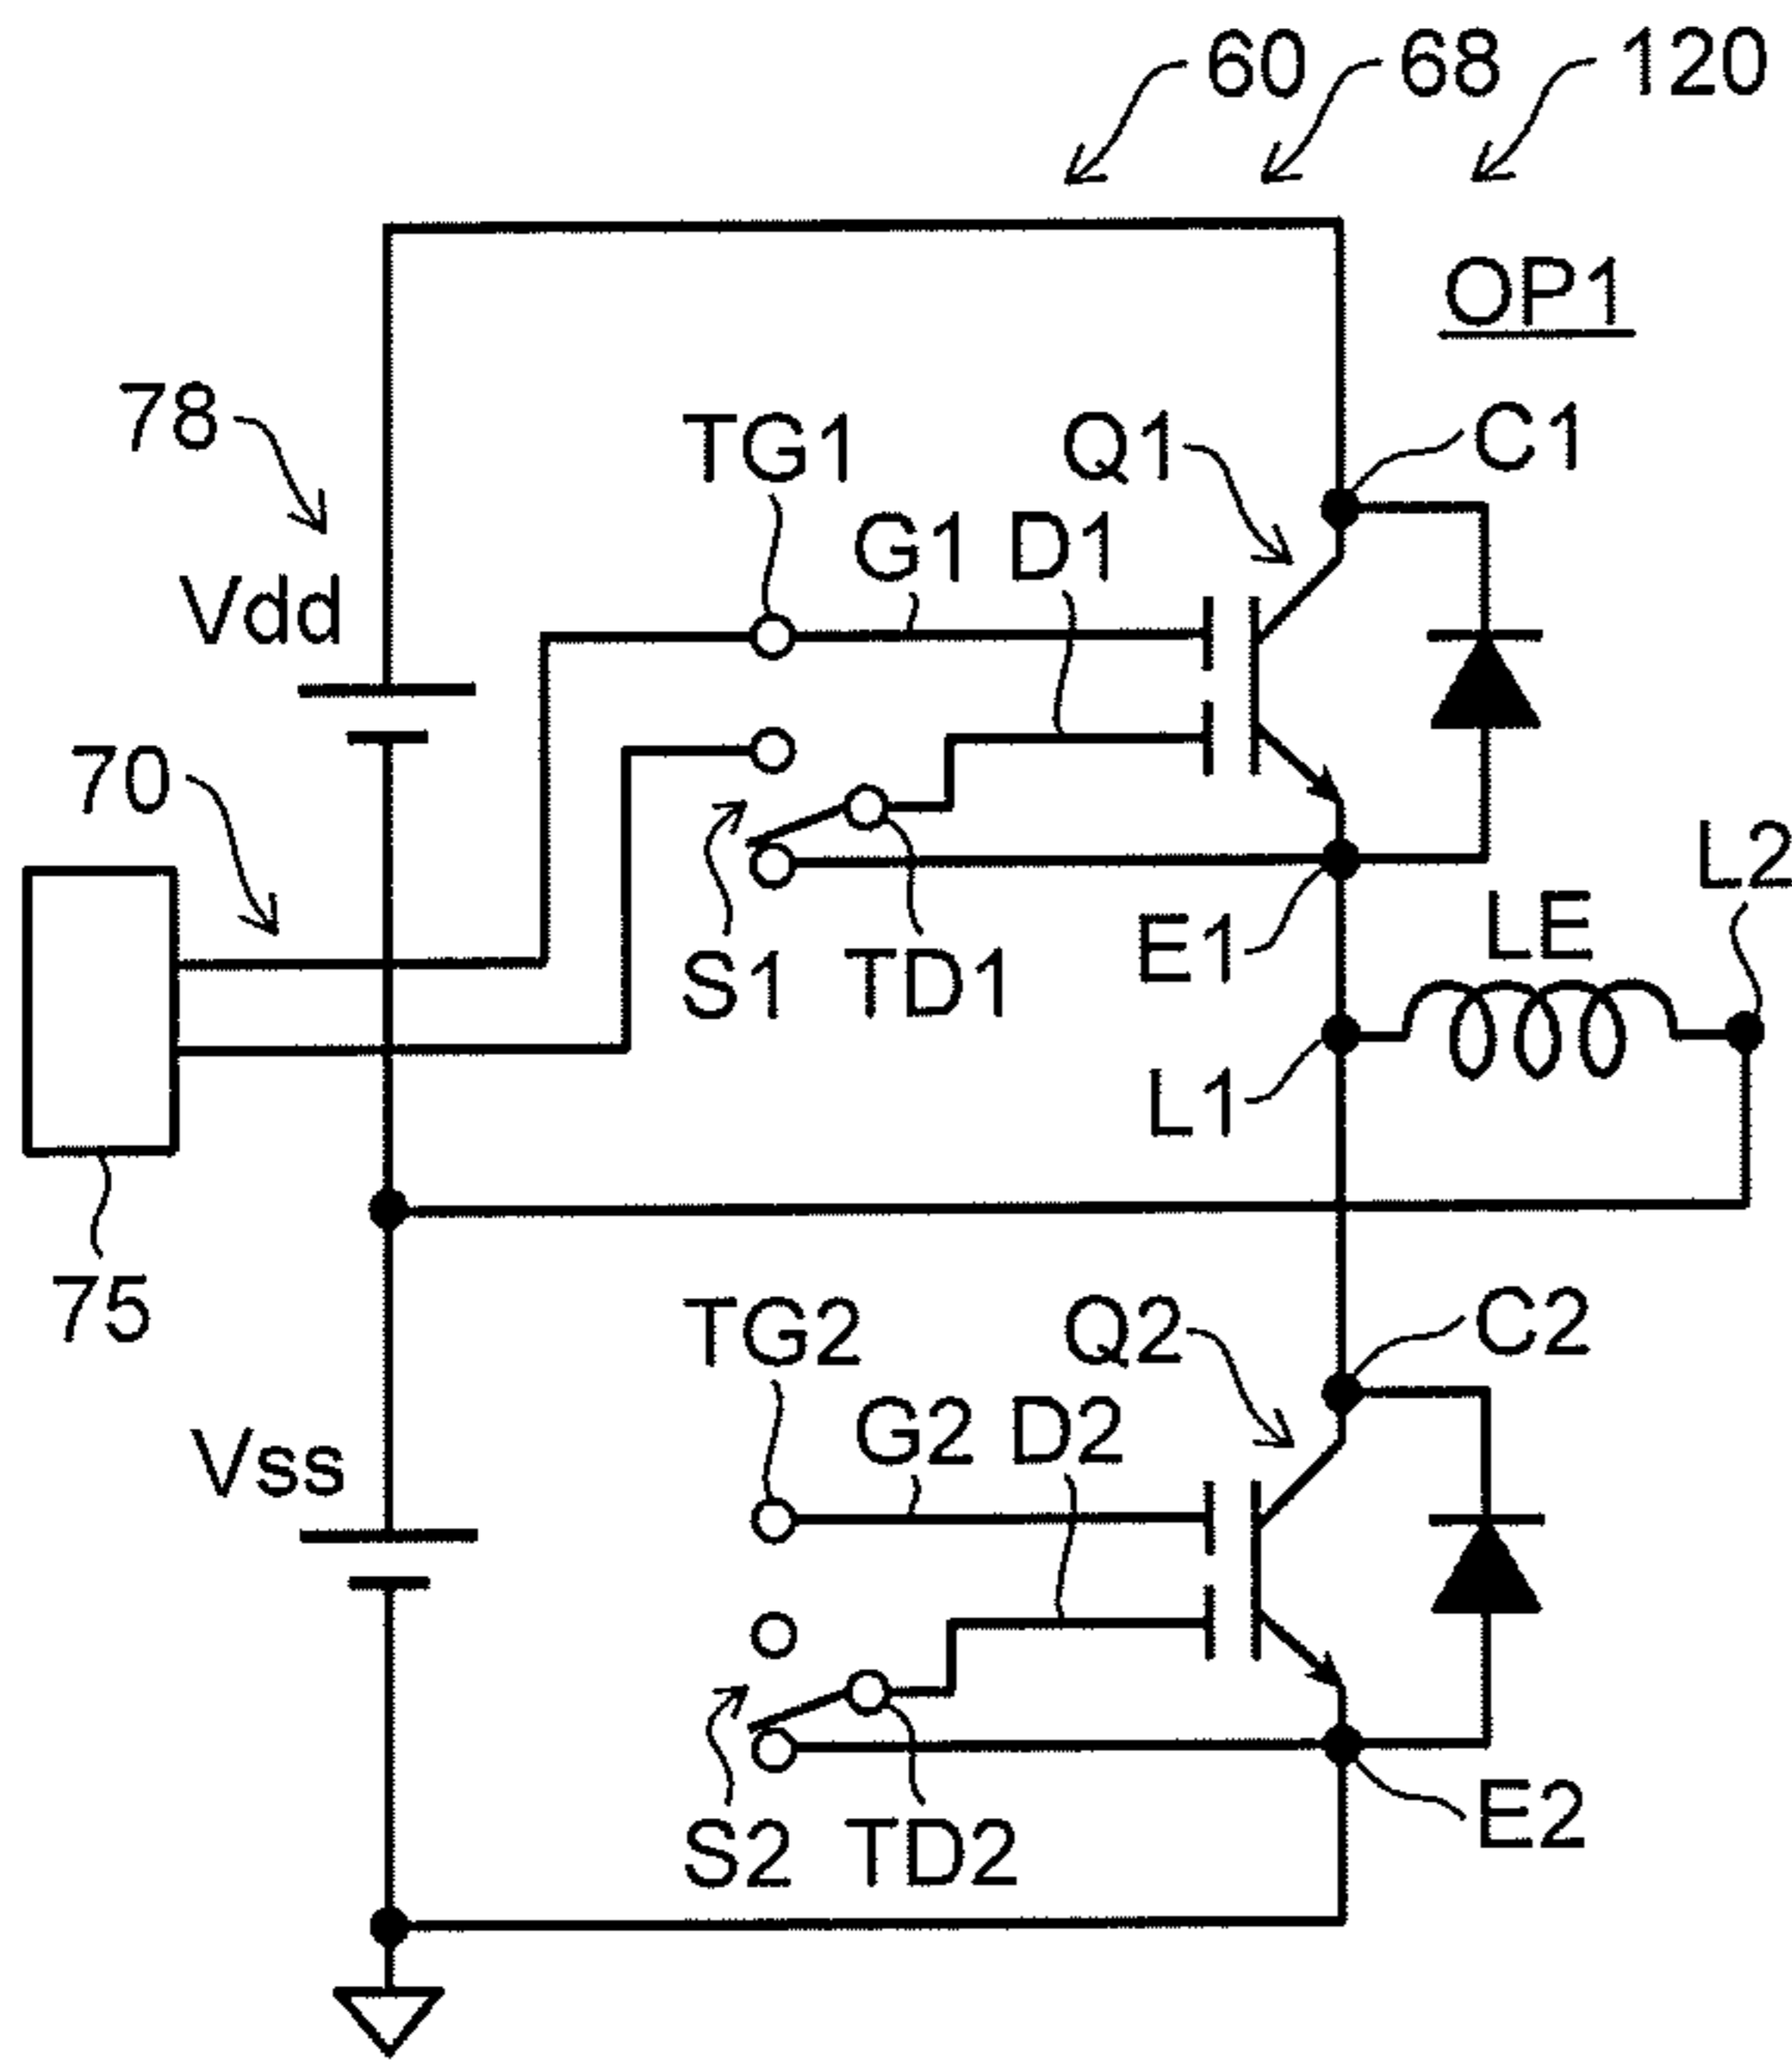 60 68 120
OP1
78
TG1 Q1 C1
G1 D1
Vdd
70
L2
E1 LE
S1 TD1
L1
75
TG2 Q2 C2
G2 D2
Vss
E2
S2 TD2